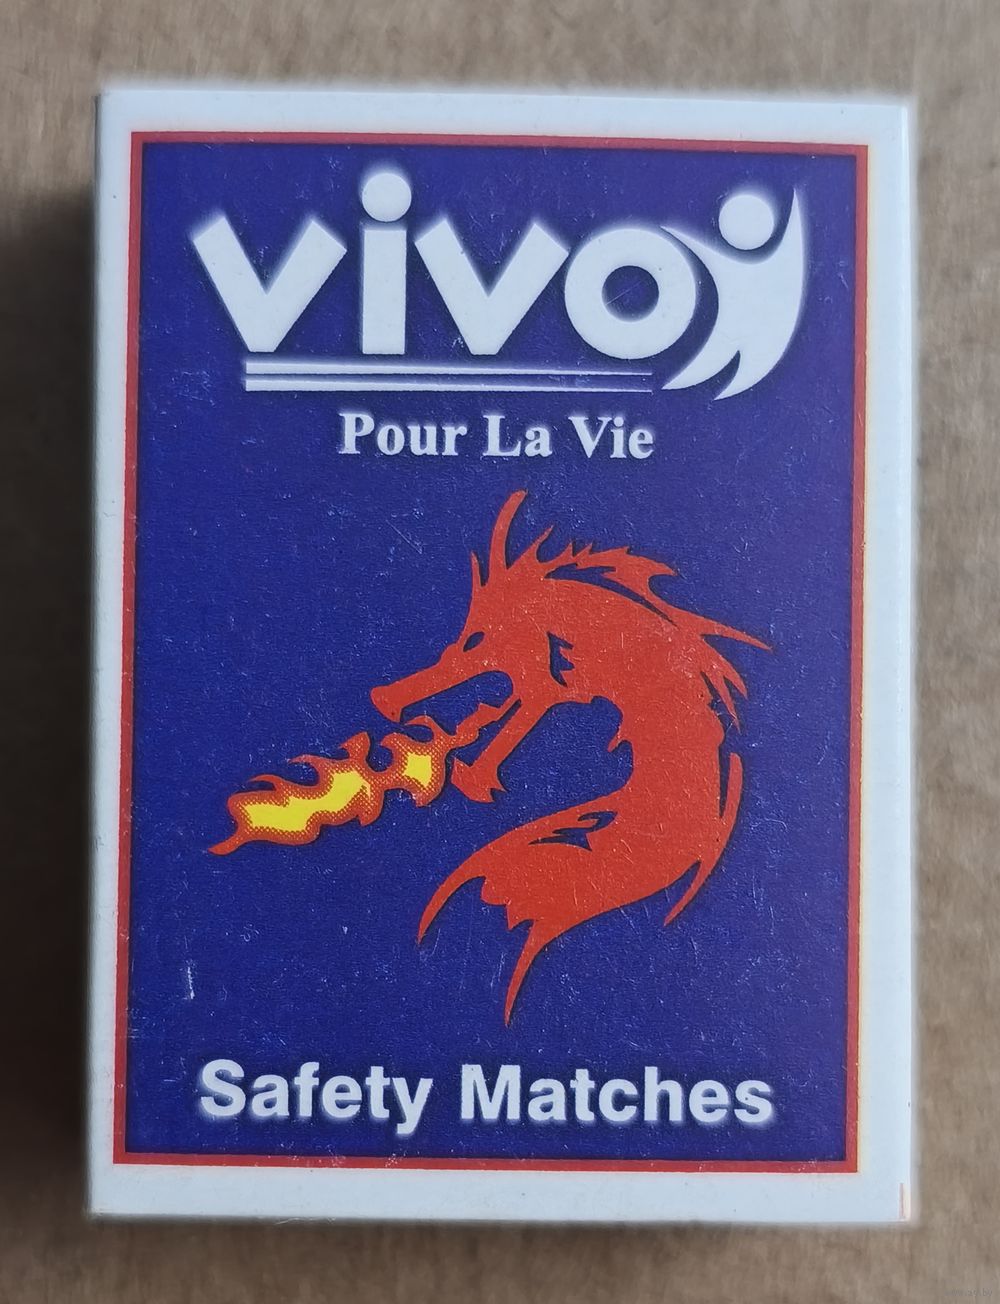 vivo
Pour La Vie
Safety Matches